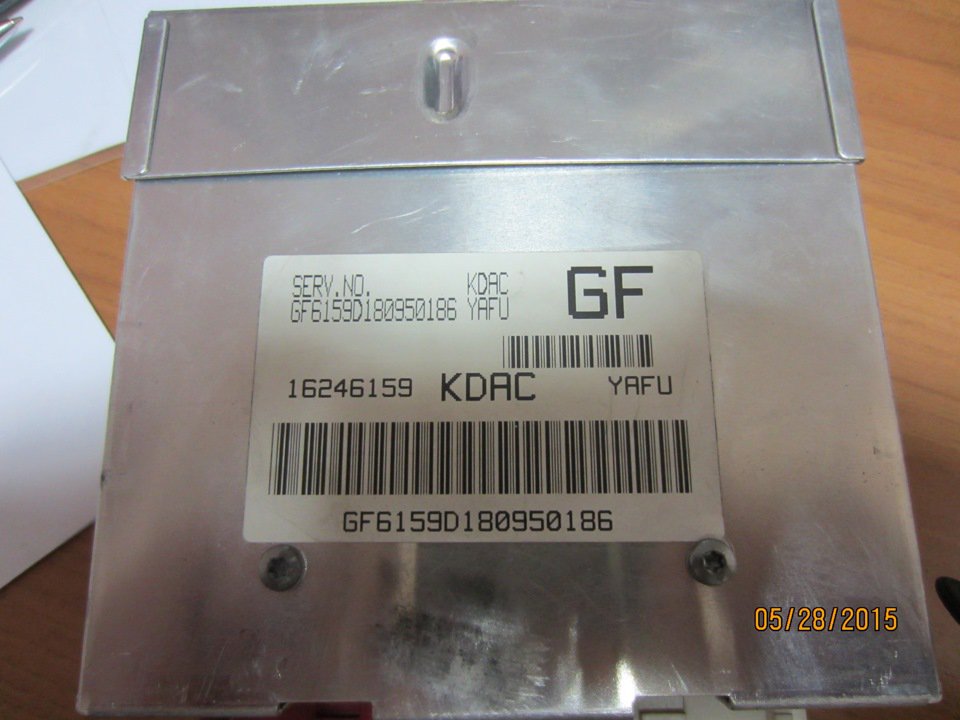 SERV.NO. KDAC GF
GF6159D180950186 YAFU
16246159 KDAC YAFU
GF6159D180950186
05/28/2015